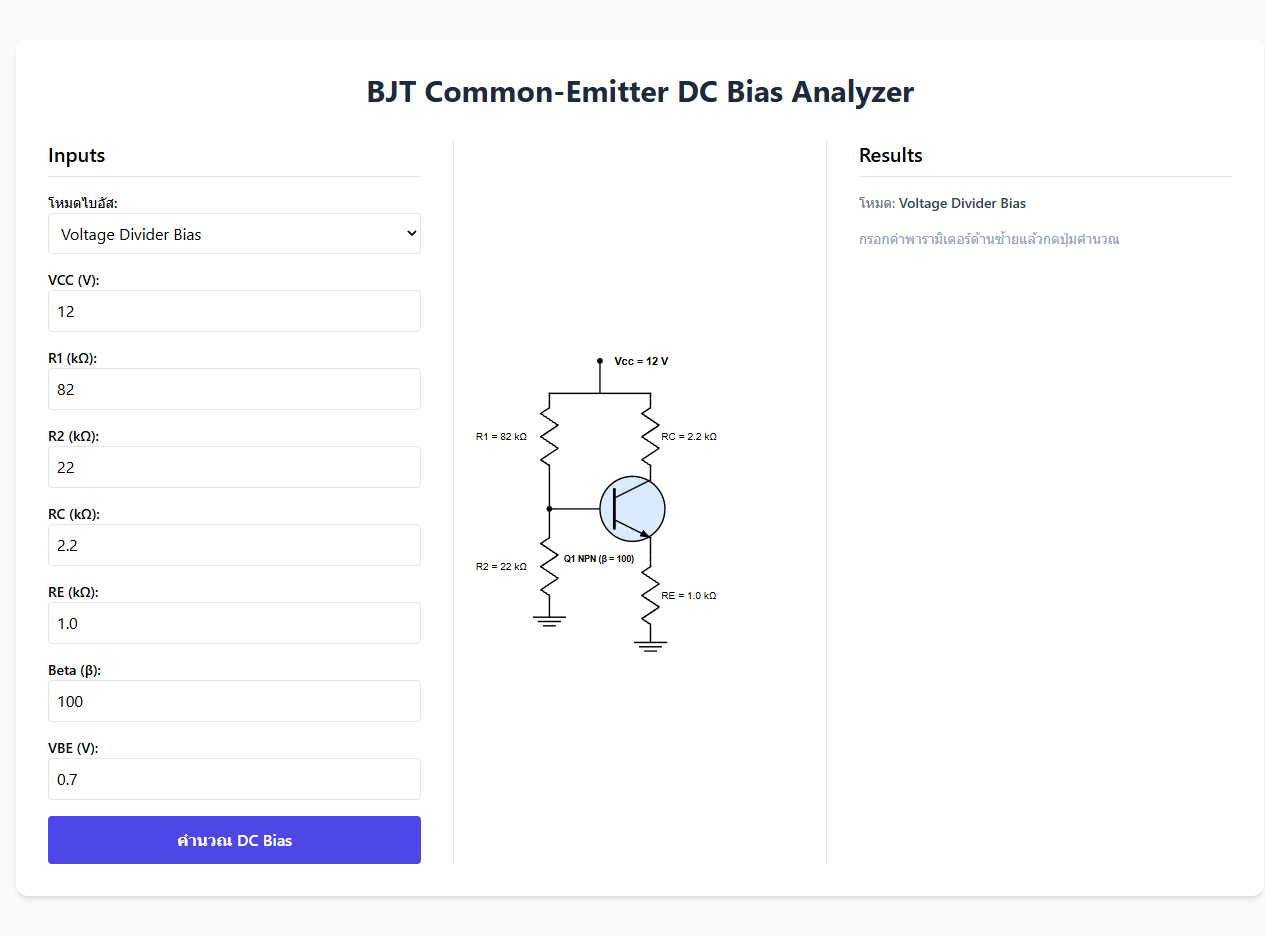 BJT Common-Emitter DC Bias Analyzer
Inputs
โหมดไบอัส:
Voltage Divider Bias
VCC (V):
12
R1 (kΩ):
82
R2 (kΩ):
22
RC (kΩ):
2.2
RE (kΩ):
1.0
Beta (β):
100
VBE (V):
0.7
คำนวณ DC Bias
Vcc = 12 V
R1 = 82 kΩ
RC = 2.2 kΩ
Q1 NPN (β = 100)
R2 = 22 kΩ
RE = 1.0 kΩ
Results
โหมด: Voltage Divider Bias
กรอกค่าพารามิเตอร์ด้านซ้ายแล้วกดปุ่มคำนวณ